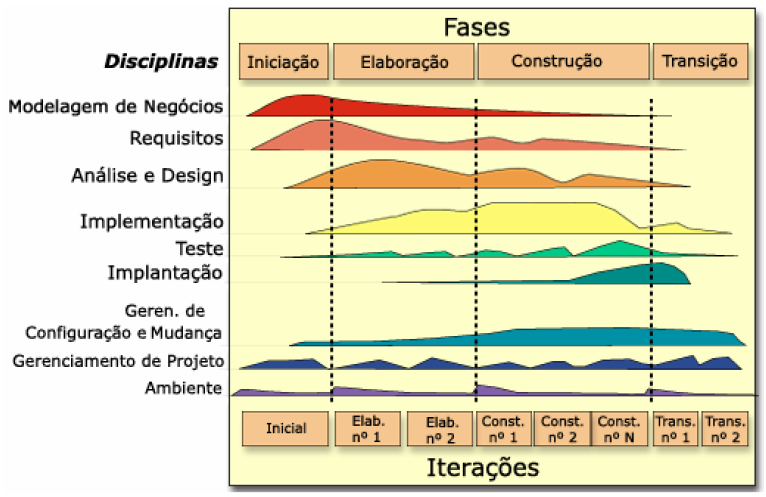 Fases
Disciplinas
Iniciação
Elaboração
Construção
Transição
Modelagem de Negócios
Requisitos
Análise e Design
Implementação
Teste
Implantação
Geren. de
Configuração e Mudança
Gerenciamento de Projeto
Ambiente
Inicial
Elab.
nº 1
Elab.
nº 2
Const.
nº 1
Const.
nº 2
Const.
nº N
Trans.
nº 1
Trans.
nº 2
Iterações